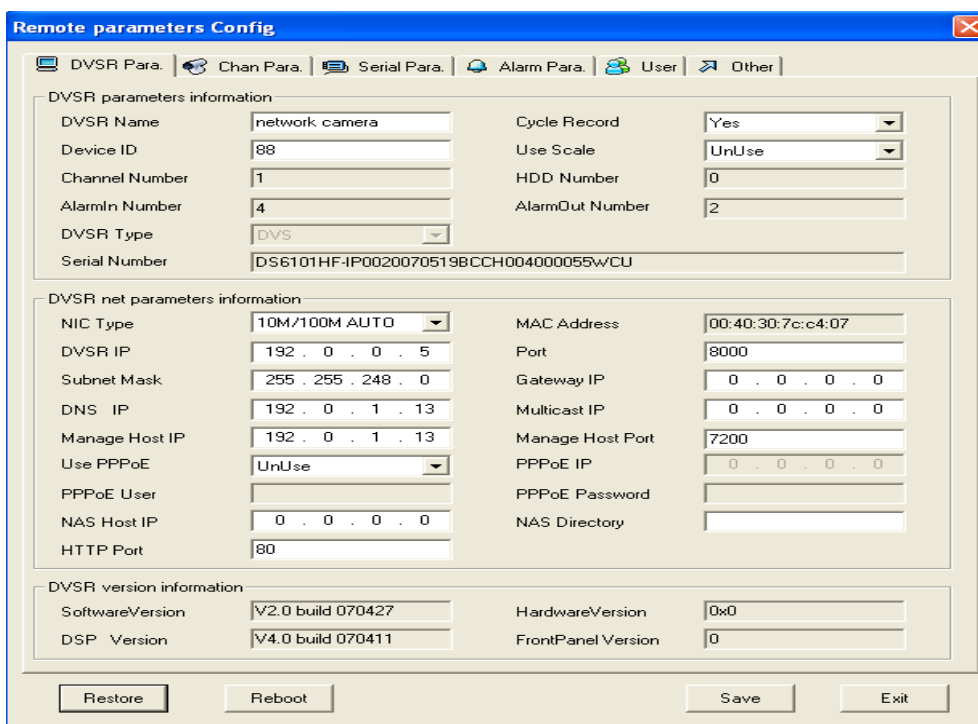 Remote parameters Config
DVSR Para. Chan Para. Serial Para. Alarm Para. User Other
DVSR parameters information
DVSR Name network camera Cycle Record Yes
Device ID 88 Use Scale UnUse
Channel Number 1 HDD Number 0
AlarmIn Number 4 AlarmOut Number 2
DVSR Type DVS
Serial Number DS6101HF-IP0020070519BCCH004000055WCU
DVSR net parameters information
NIC Type 10M/100M AUTO MAC Address 00:40:30:7c:c4:07
DVSR IP 192 . 0 . 0 . 5 Port 8000
Subnet Mask 255 . 255 . 248 . 0 Gateway IP 0 . 0 . 0 . 0
DNS IP 192 . 0 . 1 . 13 Multicast IP 0 . 0 . 0 . 0
Manage Host IP 192 . 0 . 1 . 13 Manage Host Port 7200
Use PPPoE UnUse PPPoE IP 0 . 0 . 0 . 0
PPPoE User PPPoE Password
NAS Host IP 0 . 0 . 0 . 0 NAS Directory
HTTP Port 80
DVSR version information
SoftwareVersion V2.0 build 070427 HardwareVersion 0x0
DSP Version V4.0 build 070411 FrontPanel Version 0
Restore Reboot Save Exit